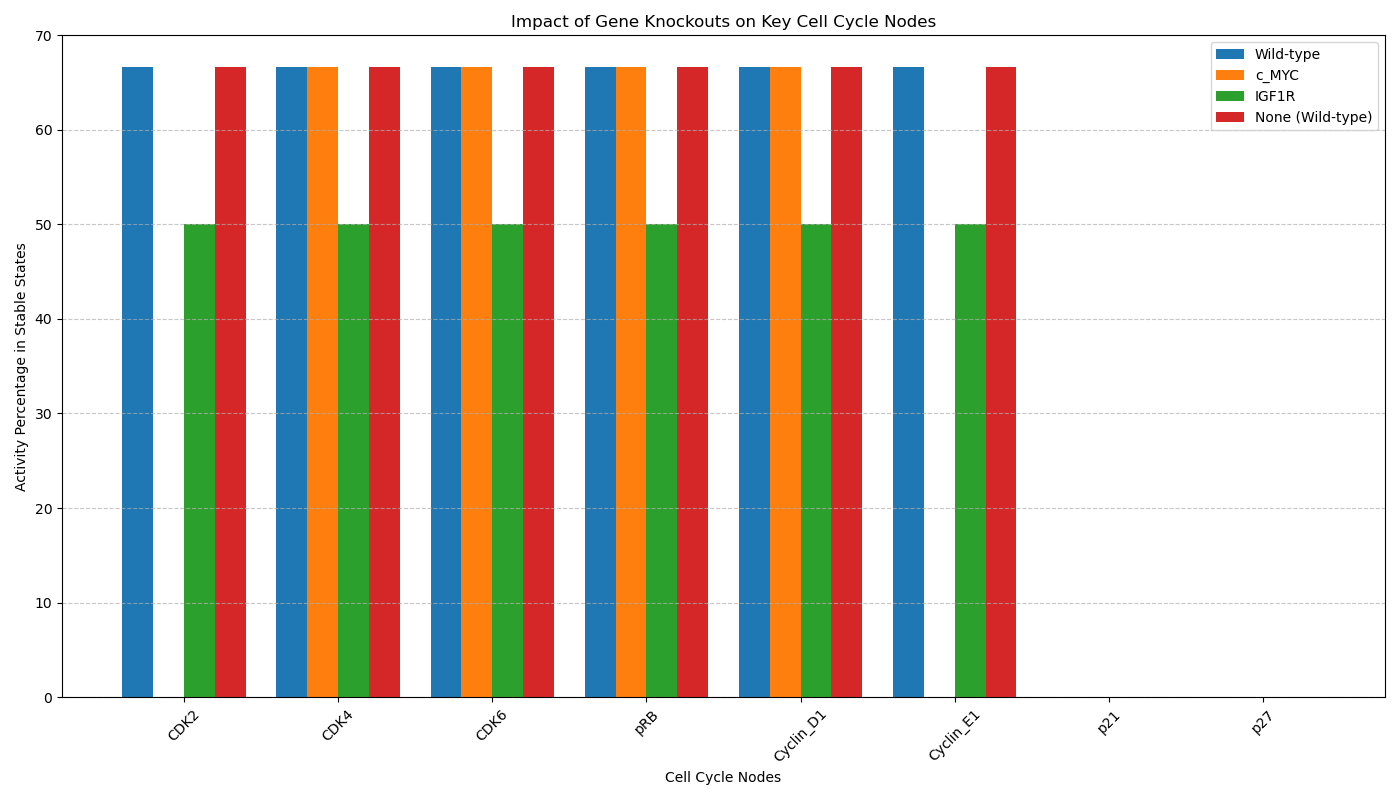 Impact of Gene Knockouts on Key Cell Cycle Nodes
Wild-type
c_MYC
IGF1R
None (Wild-type)
Activity Percentage in Stable States
70
60
50
40
30
20
10
0
CDK2
CDK4
CDK6
pRB
Cyclin_D1
Cyclin_E1
p21
p27
Cell Cycle Nodes